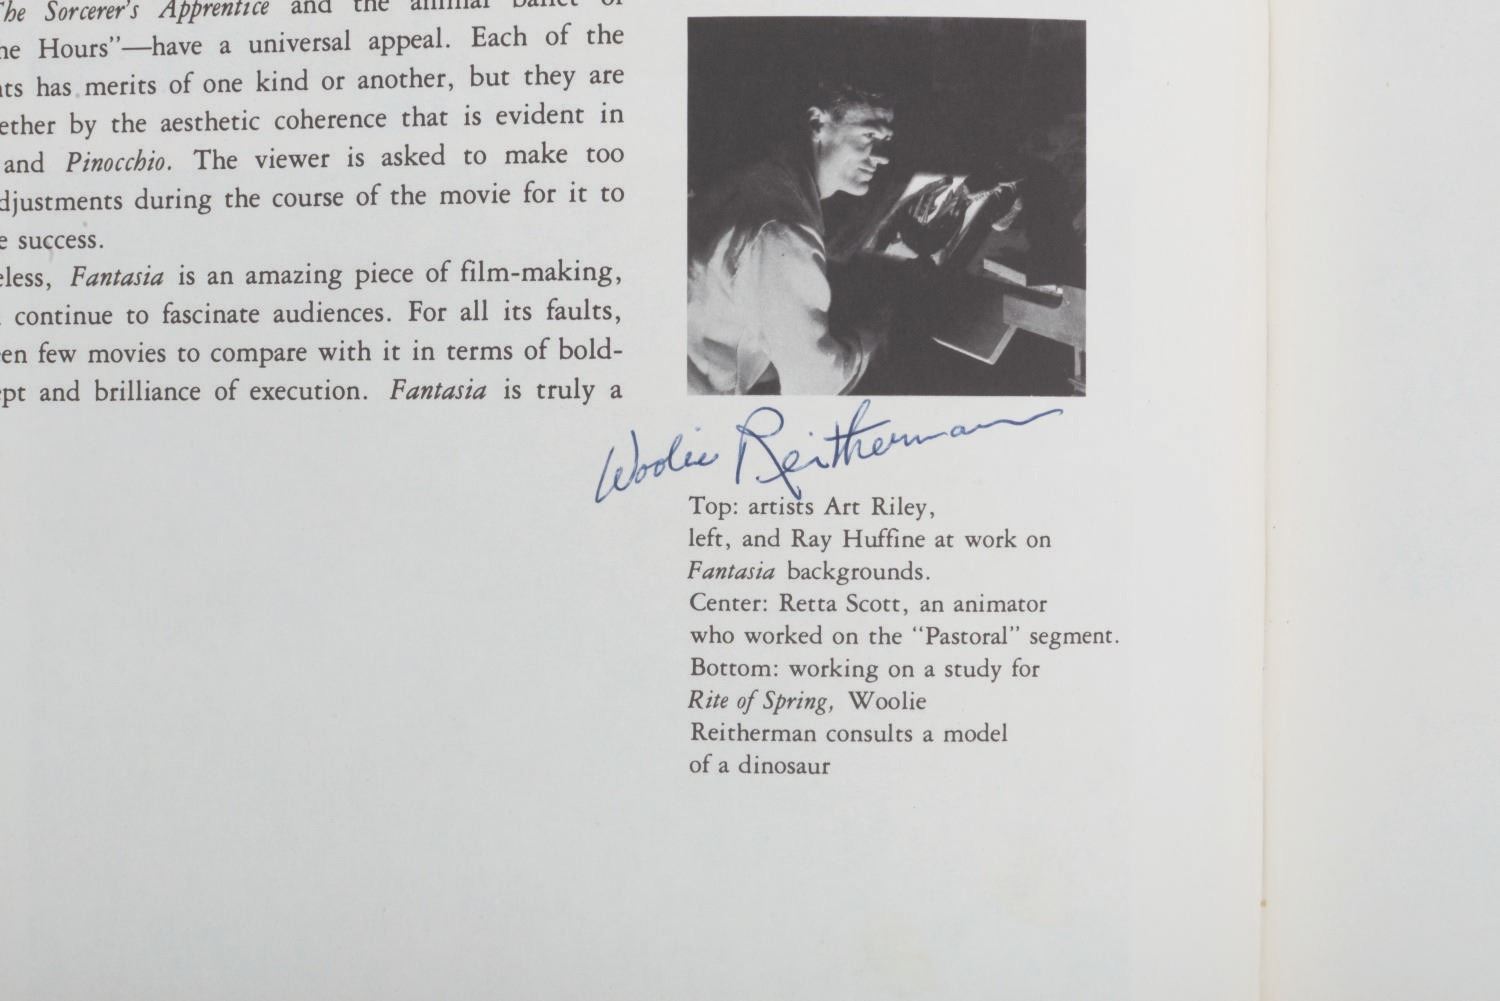 The Sorcerer's Apprentice and the animal ballet of
he Hours"—have a universal appeal. Each of the
ts has merits of one kind or another, but they are
ether by the aesthetic coherence that is evident in
and Pinocchio. The viewer is asked to make too
djustments during the course of the movie for it to
e success.
eless, Fantasia is an amazing piece of film-making,
continue to fascinate audiences. For all its faults,
en few movies to compare with it in terms of bold-
pt and brilliance of execution. Fantasia is truly a
Woolie Reitherman
Top: artists Art Riley,
left, and Ray Huffine at work on
Fantasia backgrounds.
Center: Retta Scott, an animator
who worked on the "Pastoral" segment.
Bottom: working on a study for
Rite of Spring, Woolie
Reitherman consults a model
of a dinosaur